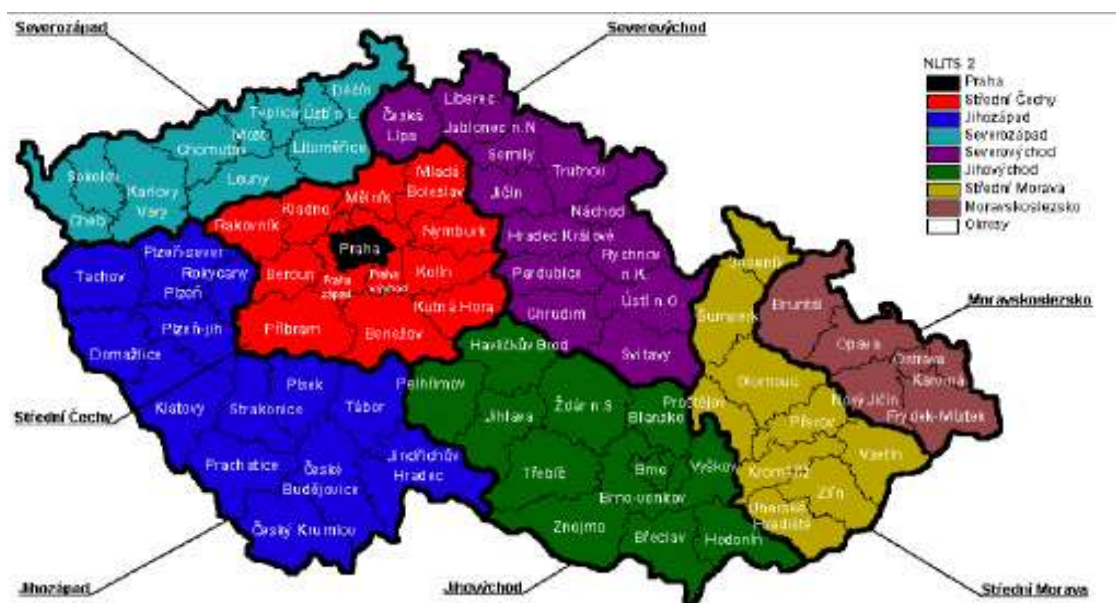 Severozápad
Severovýchod
NUTS 2
Praha
Střední Čechy
Jihozápad
Severozápad
Severovýchod
Jihovýchod
Střední Morava
Moravskoslezsko
Okresy
Děčín
Teplice
Ústí n L
Most
Chomutov
Litoměřice
Louny
Sokolov
Karlovy
Vary
Cheb
Liberec
Česká
Lípa
Jablonec n.N
Semily
Trutnov
Jičín
Náchod
Hradec Králové
Rychnov
n K.
Pardubice
Ústí n.O
Chrudim
Svitavy
Mladá
Boleslav
Mělník
Kladno
Rakovník
Nymburk
Praha
Beroun
Praha
západ
Praha
východ
Kolín
Kutná Hora
Příbram
Benešov
Plzeň-sever
Tachov
Rokycany
Plzeň
Plzeň-jih
Domažlice
Klatovy
Písek
Strakonice
Tábor
Prachatice
České
Budějovice
Jindřichův
Hradec
Český Krumlov
Havlíčkův Brod
Pelhřimov
Jihlava
Žďár n S
Blansko
Třebíč
Brno
Vyškov
Brno-venkov
Znojmo
Břeclav
Hodonín
Jeseník
Šumperk
Olomouc
Prostějov
Přerov
Kroměříž
Vsetín
Zlín
Uherské
Hradiště
Bruntál
Opava
Ostrava
Karviná
Nový Jičín
Frýdek-Místek
Moravskoslezsko
Střední Čechy
Jihozápad
Jihovýchod
Střední Morava